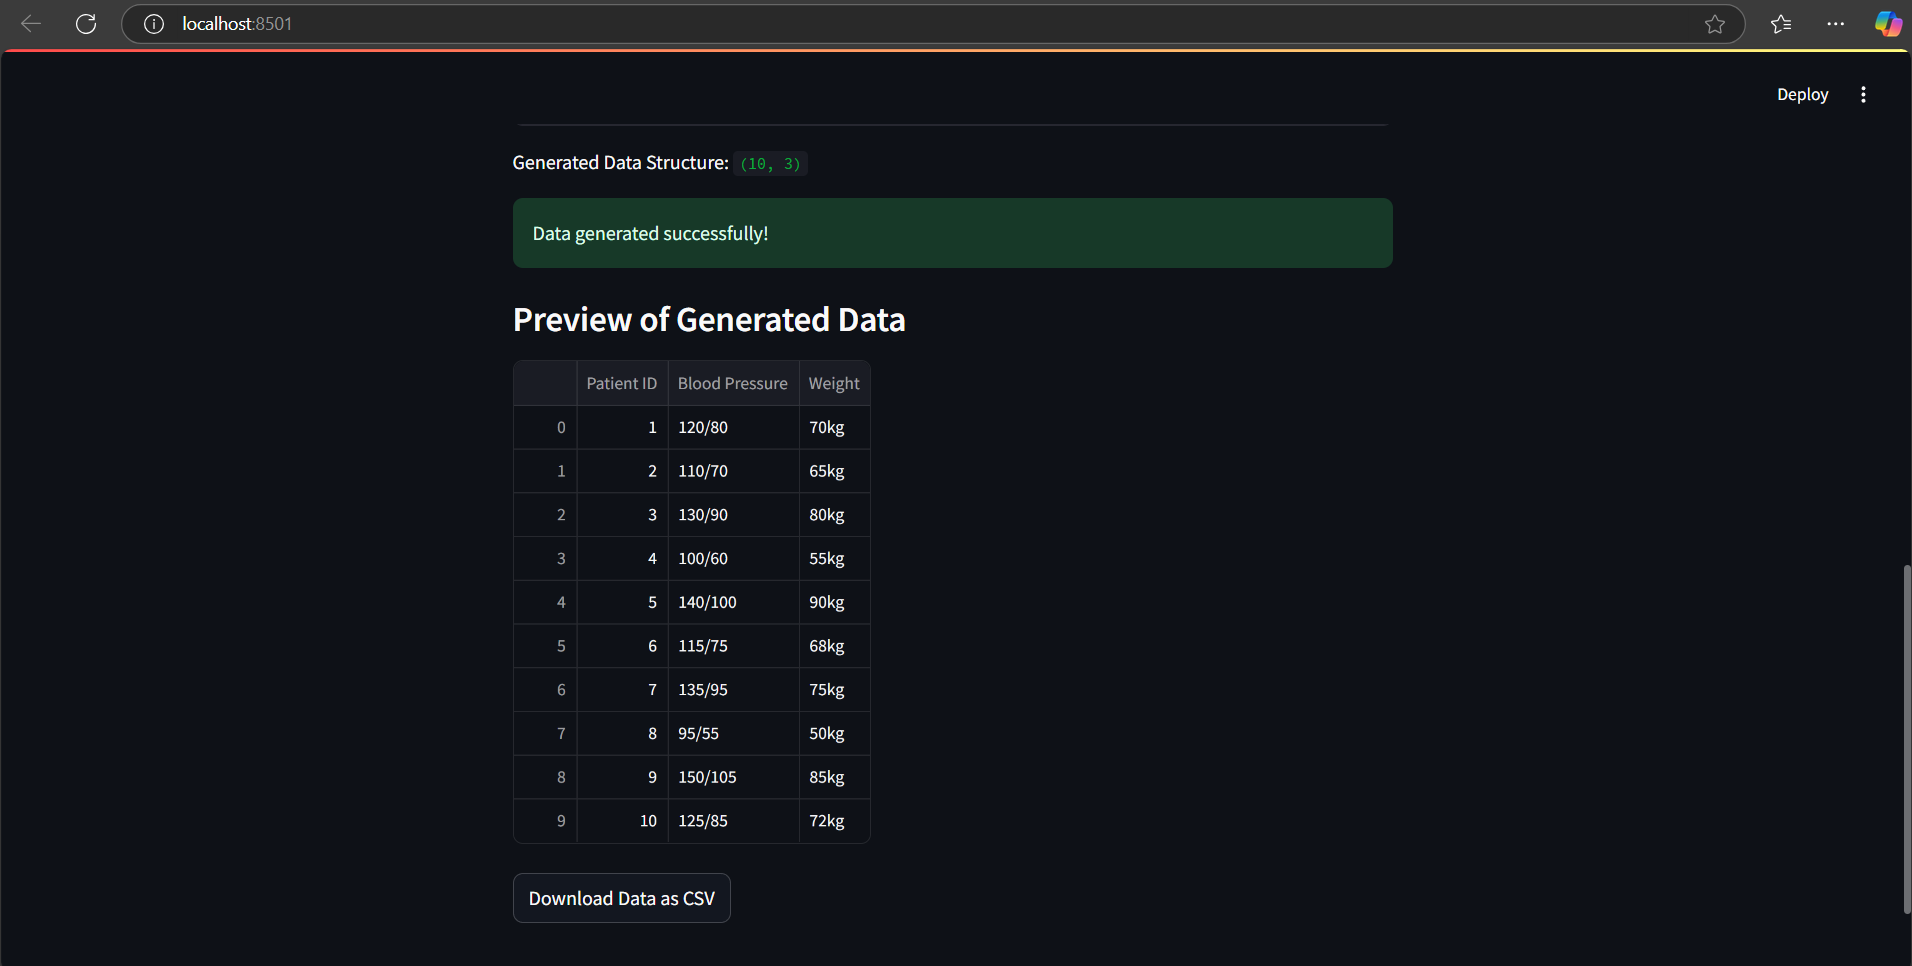 localhost:8501
Deploy
Generated Data Structure: (10, 3)
Data generated successfully!
Preview of Generated Data
Patient ID Blood Pressure Weight
0 1 120/80 70kg
1 2 110/70 65kg
2 3 130/90 80kg
3 4 100/60 55kg
4 5 140/100 90kg
5 6 115/75 68kg
6 7 135/95 75kg
7 8 95/55 50kg
8 9 150/105 85kg
9 10 125/85 72kg
Download Data as CSV